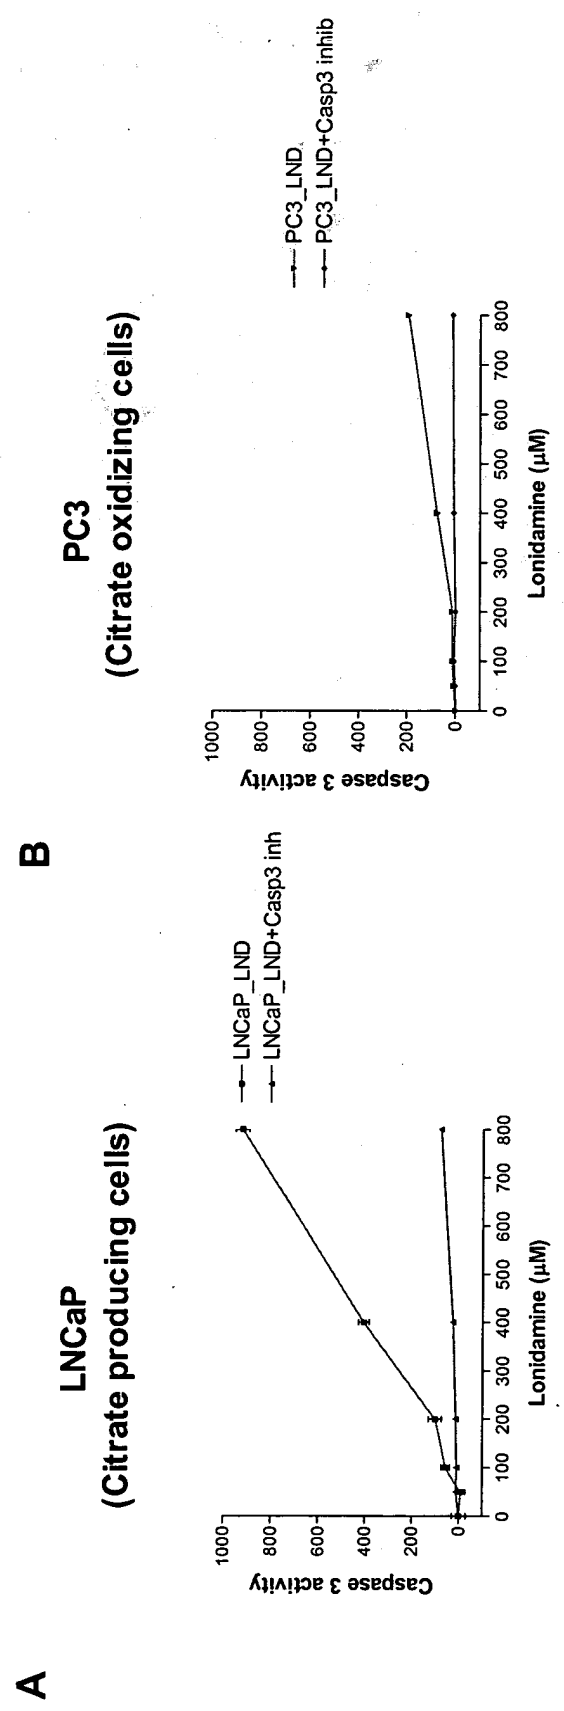 A
LNCaP
(Citrate producing cells)
1000
800
600
400
200
0
Caspase 3 activity
0 100 200 300 400 500 600 700 800
Lonidamine (μM)
LNCaP_LND
LNCaP_LND+Casp3 inh
B
PC3
(Citrate oxidizing cells)
1000
800
600
400
200
0
Caspase 3 activity
0 100 200 300 400 500 600 700 800
Lonidamine (μM)
PC3_LND
PC3_LND+Casp3 inhib